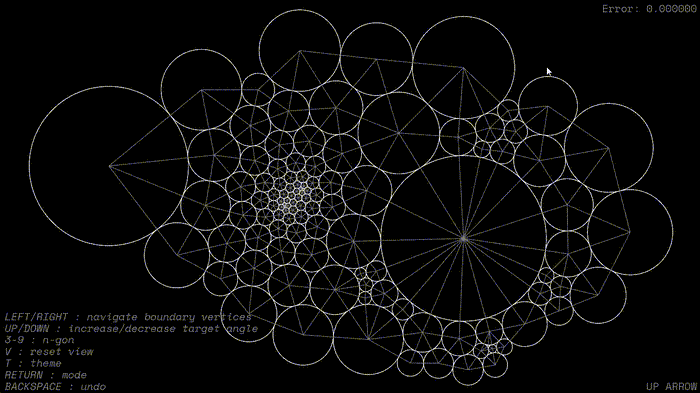 Error: 0.000000
LEFT/RIGHT : navigate boundary vertices
UP/DOWN : increase/decrease target angle
3-9 : n-gon
V : reset view
T : theme
RETURN : mode
BACKSPACE : undo
UP ARROW